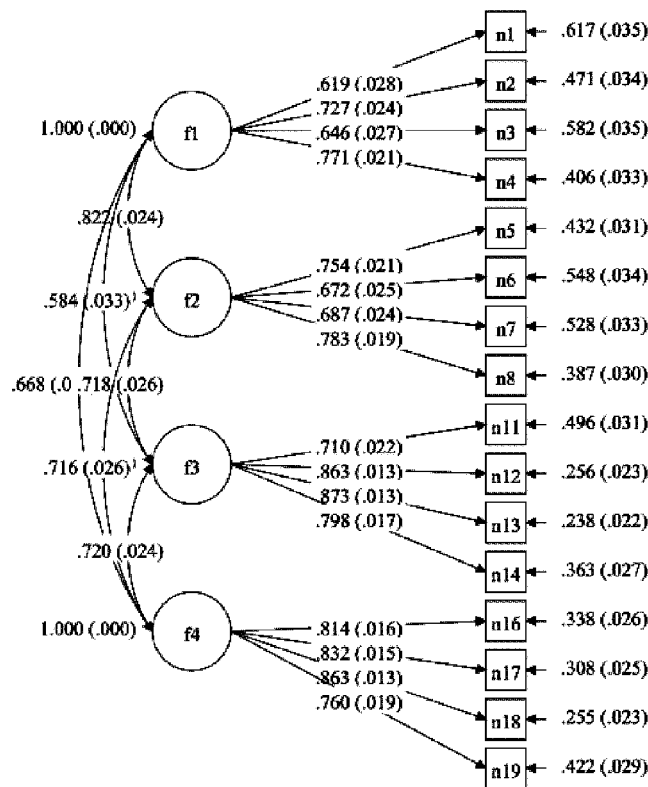 n1 .617 (.035)
.619 (.028) n2 .471 (.034)
.727 (.024)
1.000 (.000) f1 .646 (.027) n3 .582 (.035)
.771 (.021)
n4 .406 (.033)
.822 (.024) n5 .432 (.031)
.754 (.021)
.584 (.033) f2 .672 (.025) n6 .548 (.034)
.687 (.024)
.783 (.019) n7 .528 (.033)
.668 (.0 .718 (.026) n8 .387 (.030)
n11 .496 (.031)
.710 (.022)
.716 (.026) f3 .863 (.013) n12 .256 (.023)
.873 (.013)
.798 (.017) n13 .238 (.022)
.720 (.024) n14 .363 (.027)
n16 .338 (.026)
1.000 (.000) f4 .814 (.016)
.832 (.015) n17 .308 (.025)
.863 (.013)
.760 (.019) n18 .255 (.023)
n19 .422 (.029)